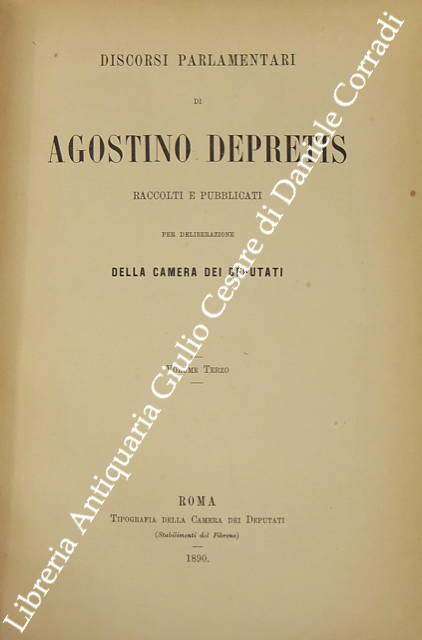 DISCORSI PARLAMENTARI
DI
AGOSTINO DEPRETIS
RACCOLTI E PUBBLICATI
PER DELIBERAZIONE
DELLA CAMERA DEI DEPUTATI
VOLUME TERZO
ROMA
TIPOGRAFIA DELLA CAMERA DEI DEPUTATI
(Stabilimenti del Fibreno)
1890.
Libreria Antiquaria Giulio Cesare di Daniele Corradi